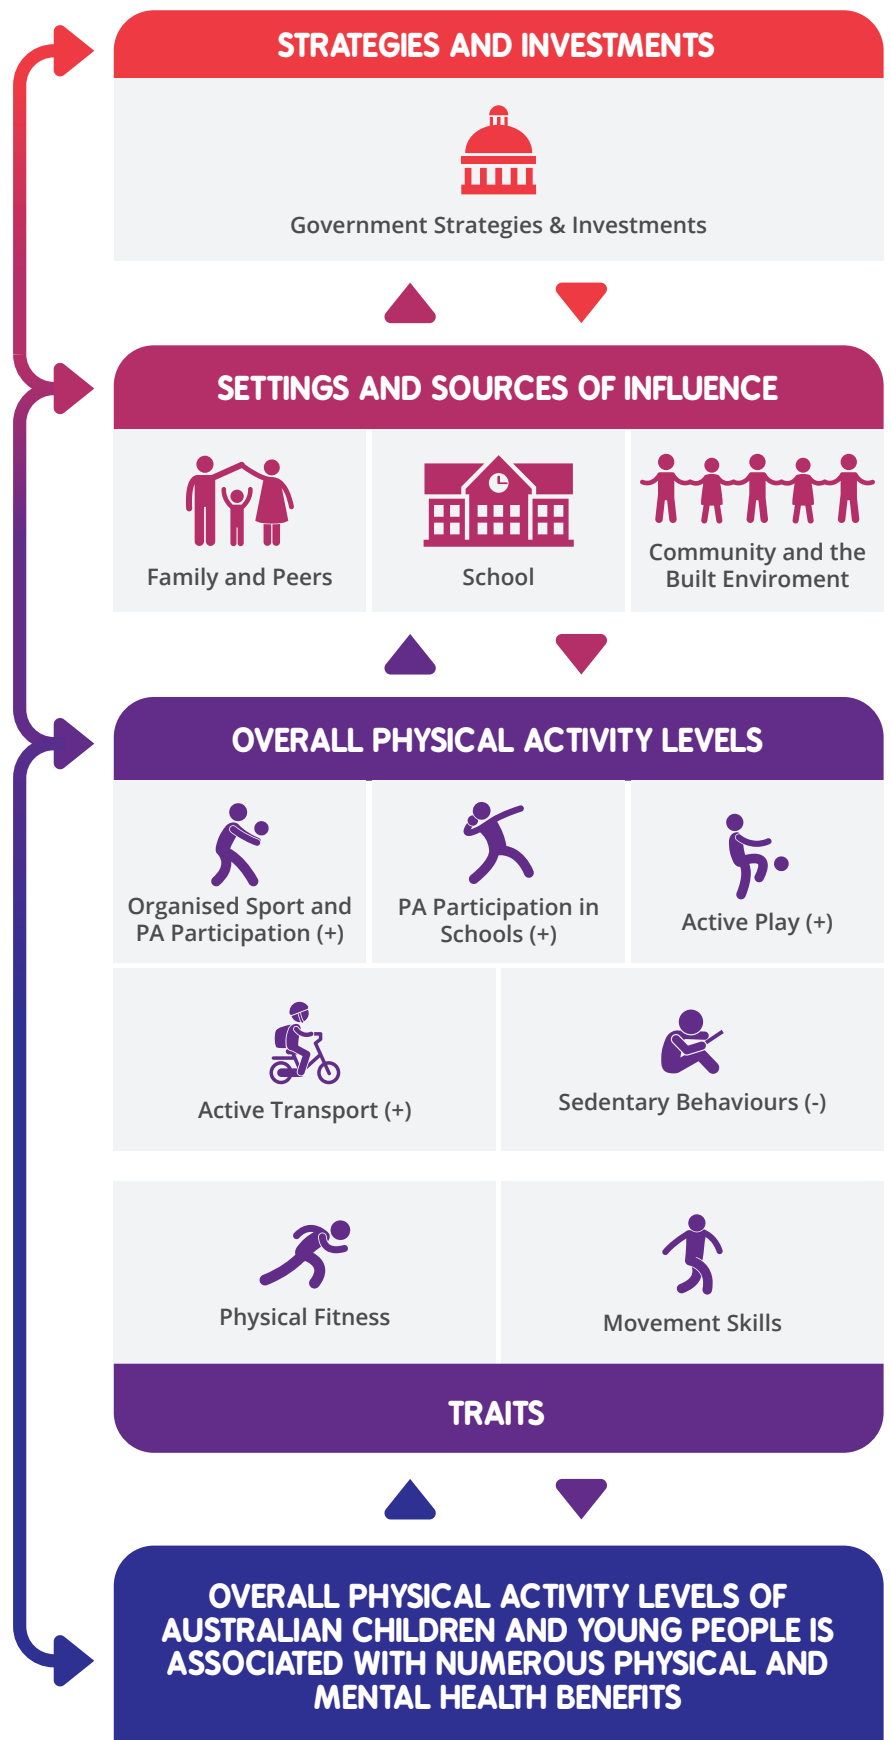 STRATEGIES AND INVESTMENTS
Government Strategies & Investments
SETTINGS AND SOURCES OF INFLUENCE
Family and Peers
School
Community and the
Built Enviroment
OVERALL PHYSICAL ACTIVITY LEVELS
Organised Sport and
PA Participation (+)
PA Participation in
Schools (+)
Active Play (+)
Active Transport (+)
Sedentary Behaviours (-)
Physical Fitness
Movement Skills
TRAITS
OVERALL PHYSICAL ACTIVITY LEVELS OF
AUSTRALIAN CHILDREN AND YOUNG PEOPLE IS
ASSOCIATED WITH NUMEROUS PHYSICAL AND
MENTAL HEALTH BENEFITS